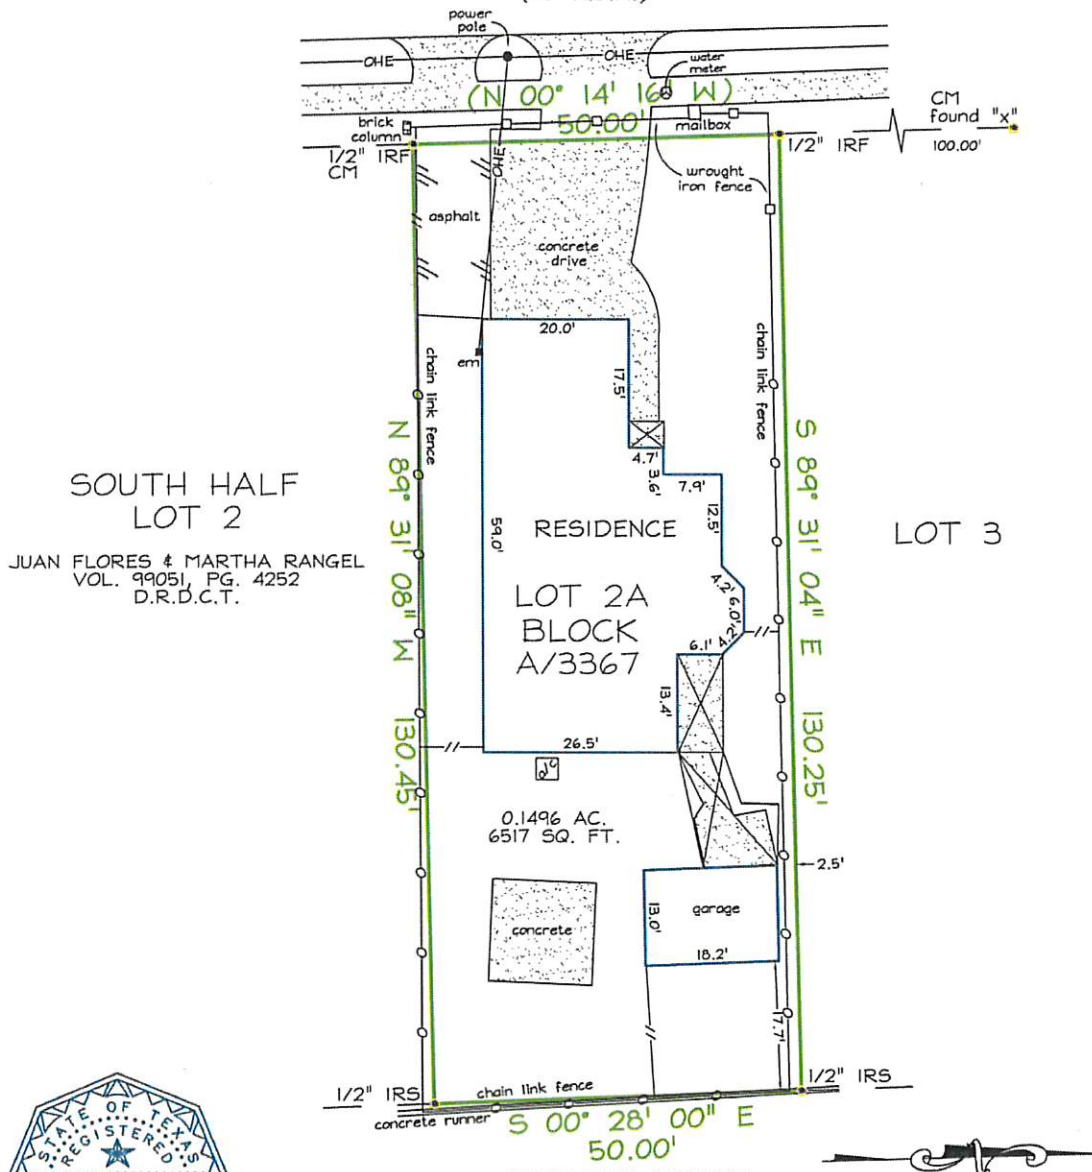 power
pole
OHE
OHE
water
meter
(N 00° 14' 16" W)
50.00'
brick
column
mailbox
CM
found "x"
100.00'
1/2" IRF
CM
1/2" IRF
OHE
wrought
iron fence
asphalt
concrete
drive
20.0'
em
chain link fence
17.5'
chain link fence
4.7'
3.6'
7.9'
N 89° 31' 08" W 130.45'
S 89° 31' 04" E 130.25'
SOUTH HALF
LOT 2
JUAN FLORES & MARTHA RANGEL
VOL. 99051, PG. 4252
D.R.D.C.T.
59.0'
RESIDENCE
12.5'
LOT 3
4.2'
6.0'
4.2'
LOT 2A
BLOCK
A/3367
6.1'
13.4'
26.5'
a/c
0.1496 AC.
6517 SQ. FT.
2.5'
garage
13.0'
18.2'
concrete
17.7'
1/2" IRS
chain link fence
1/2" IRS
concrete runner
S 00° 28' 00" E
50.00'
STATE OF TEXAS
REGISTERED